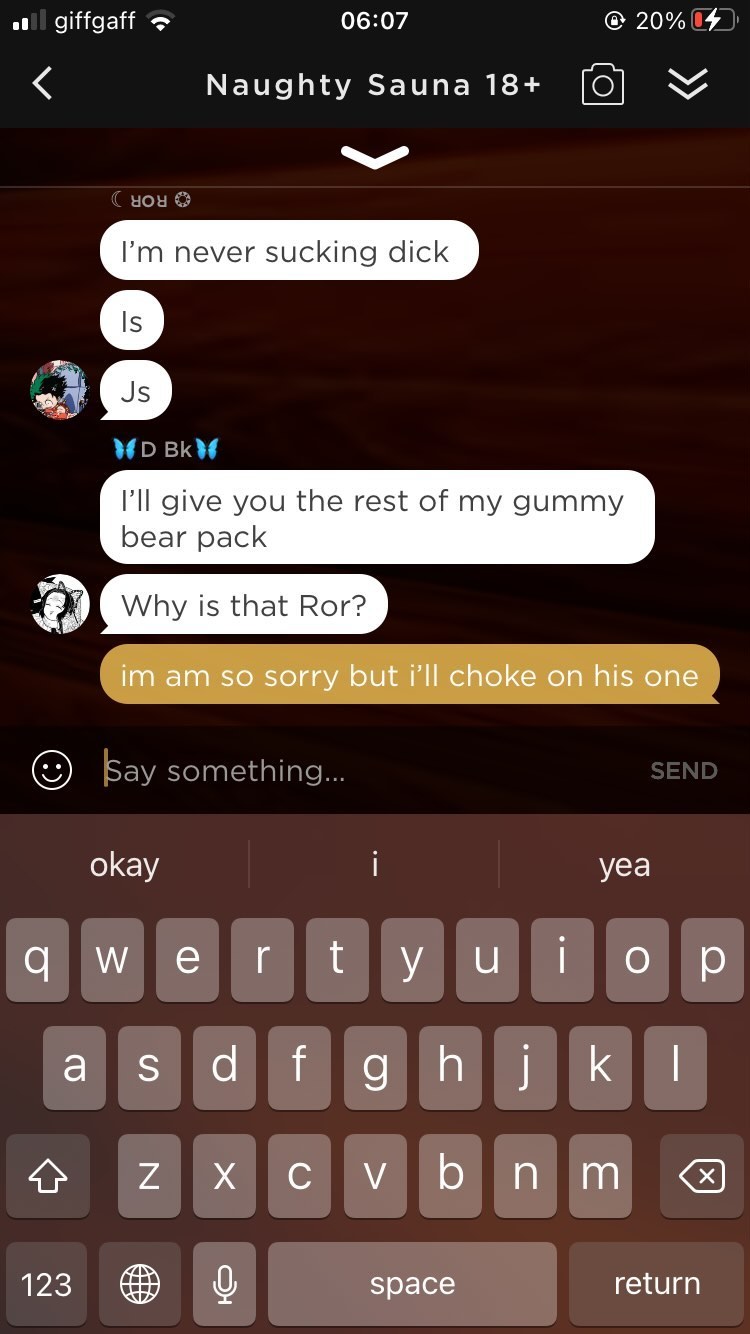 giffgaff 06:07 20%
Naughty Sauna 18+
ЯOЯ
I’m never sucking dick
Is
Js
🦋D Bk🦋
I’ll give you the rest of my gummy
bear pack
Why is that Ror?
im am so sorry but i’ll choke on his one
Say something... SEND
okay i yea
q w e r t y u i o p
a s d f g h j k l
z x c v b n m
123 space return